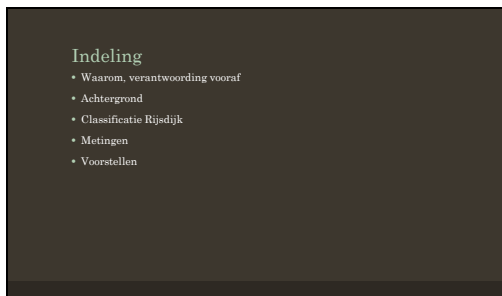 Indeling
• Waarom, verantwoording vooraf
• Achtergrond
• Classificatie Rijsdijk
• Metingen
• Voorstellen